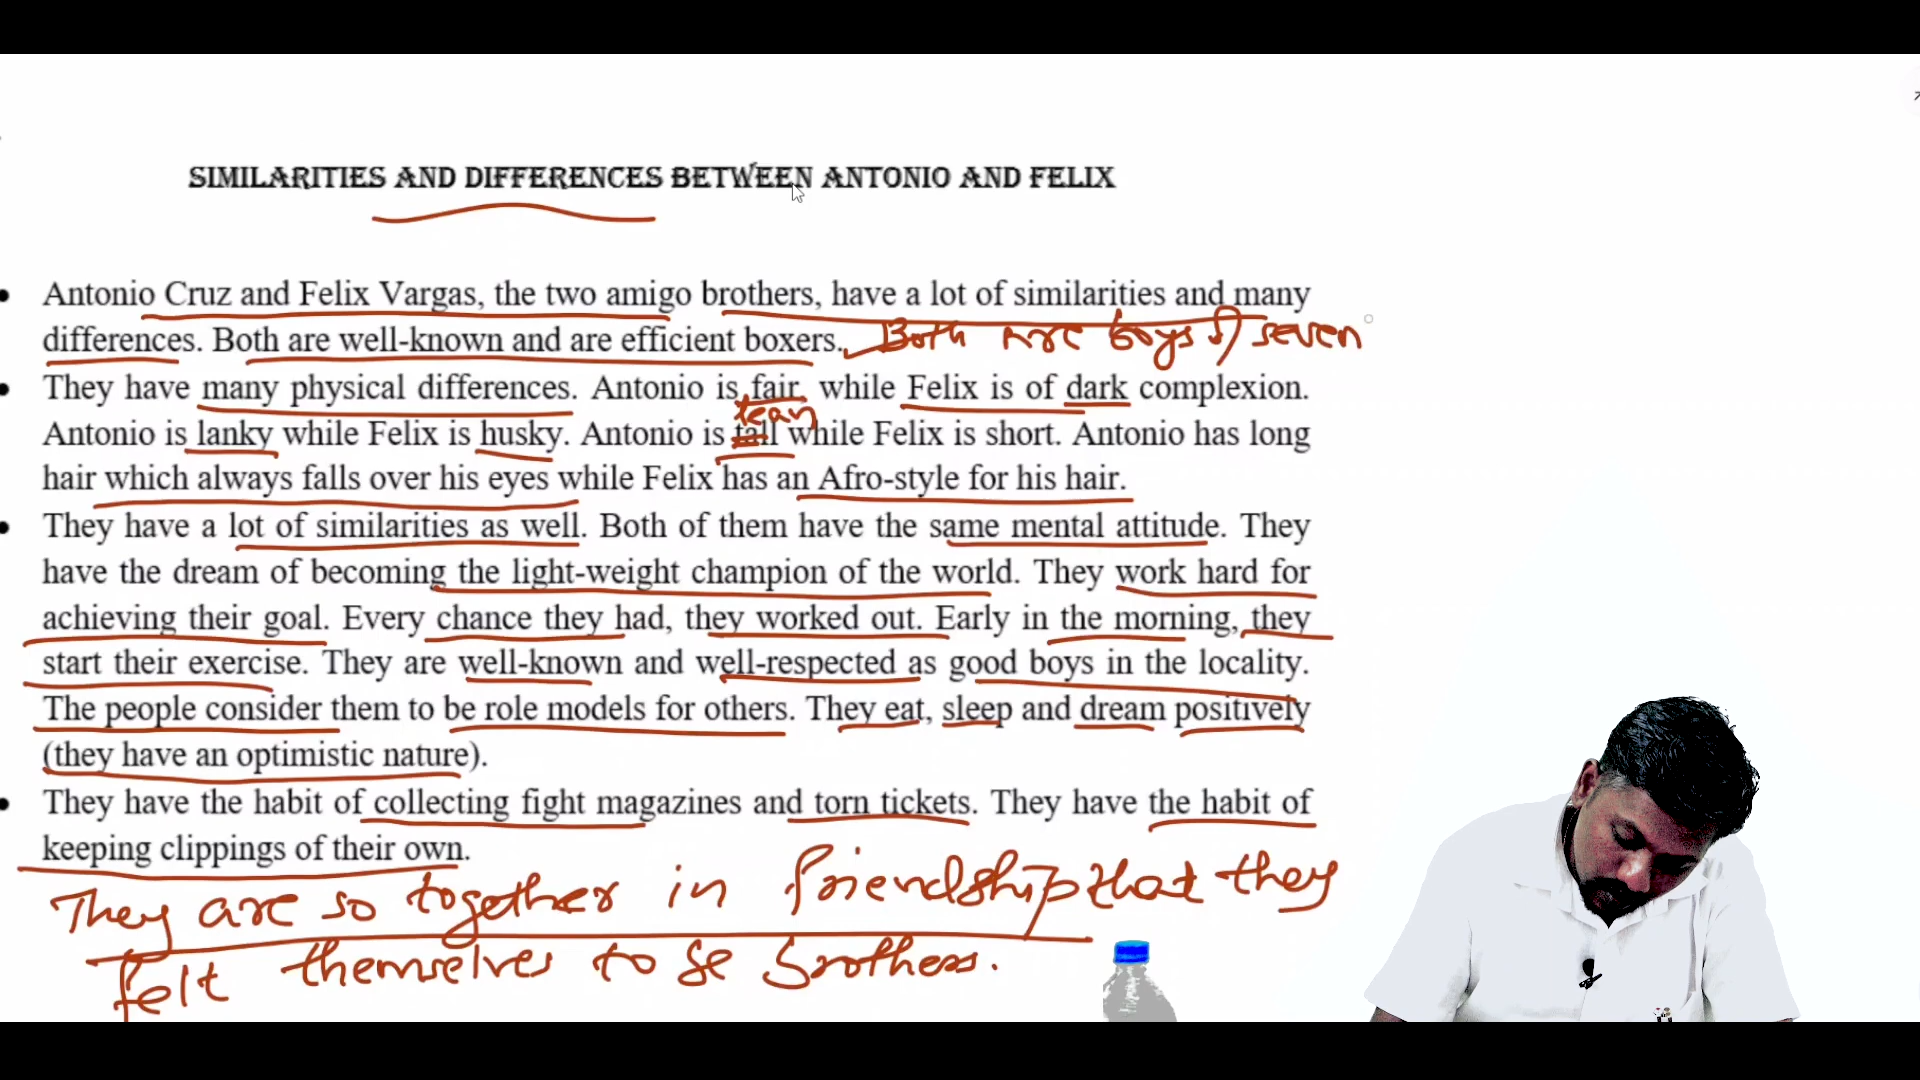 SIMILARITIES AND DIFFERENCES BETWEEN ANTONIO AND FELIX
• Antonio Cruz and Felix Vargas, the two amigo brothers, have a lot of similarities and many
differences. Both are well-known and are efficient boxers. Both are boys of seven
• They have many physical differences. Antonio is fair while Felix is of dark complexion.
lean
Antonio is lanky while Felix is husky. Antonio is tall while Felix is short. Antonio has long
hair which always falls over his eyes while Felix has an Afro-style for his hair.
• They have a lot of similarities as well. Both of them have the same mental attitude. They
have the dream of becoming the light-weight champion of the world. They work hard for
achieving their goal. Every chance they had, they worked out. Early in the morning, they
start their exercise. They are well-known and well-respected as good boys in the locality.
The people consider them to be role models for others. They eat, sleep and dream positively
(they have an optimistic nature).
• They have the habit of collecting fight magazines and torn tickets. They have the habit of
keeping clippings of their own.
They are so together in friendship that they
felt themselves to be brothers.